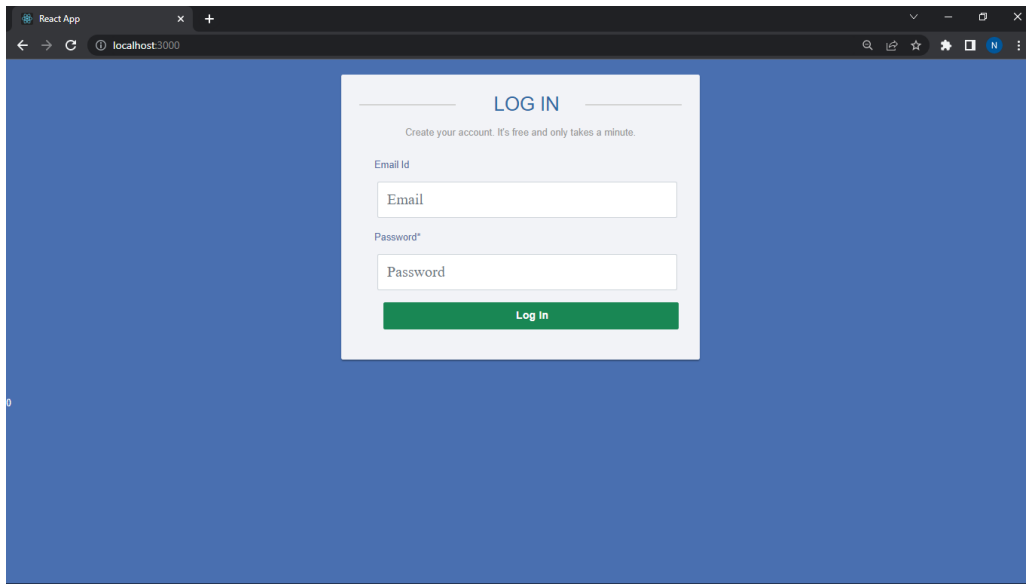 React App
localhost:3000
N
LOG IN
Create your account. It's free and only takes a minute.
Email Id
Email
Password*
Password
Log In
0